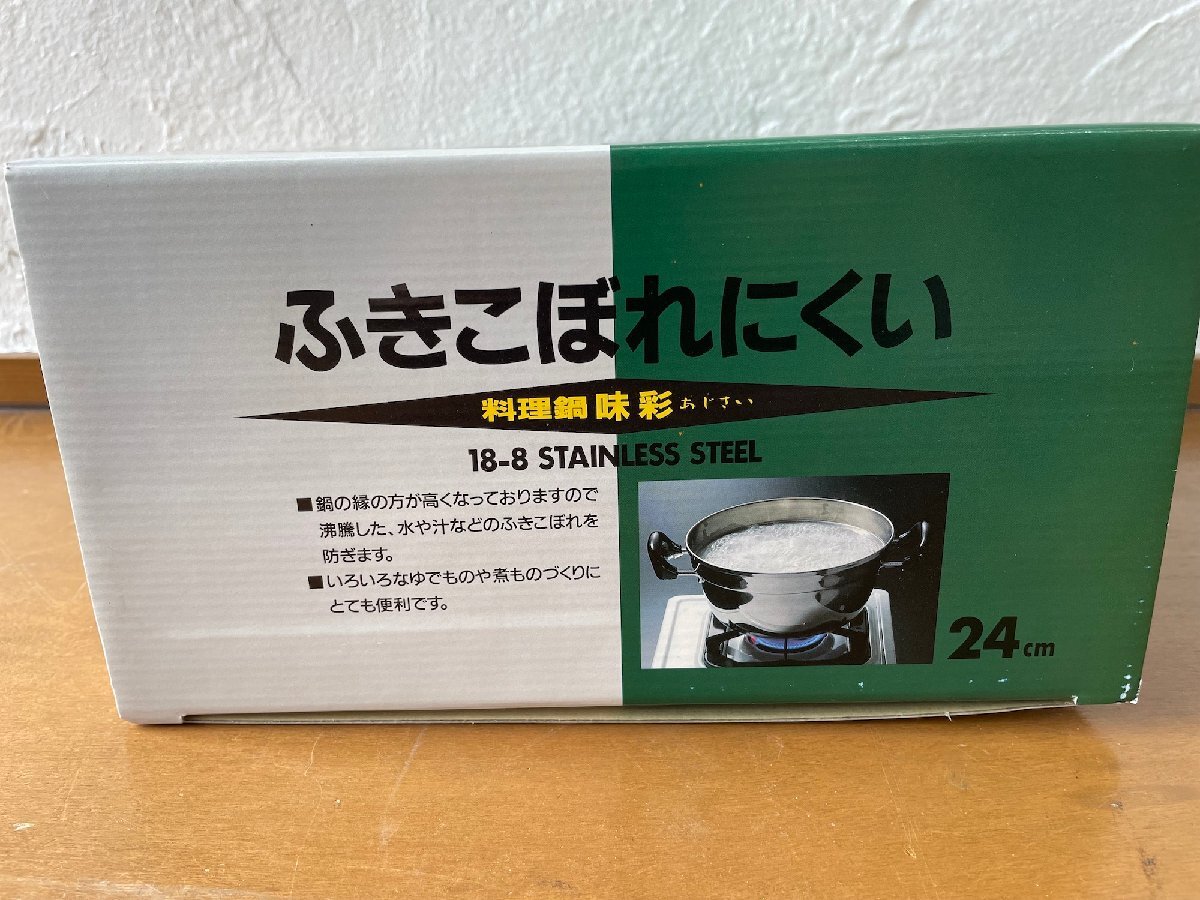 ふきこぼれにくい
料理鍋味彩あじさい
18-8 STAINLESS STEEL
■鍋の縁の方が高くなっておりますので
沸騰した、水や汁などのふきこぼれを
防ぎます。
■いろいろなゆでものや煮ものづくりに
とても便利です。
24cm